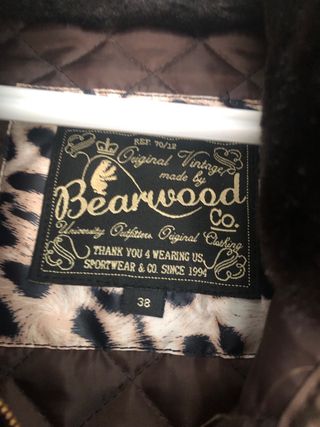 REF. 70/12
Original Vintage
made by
Bearwood
Co.
University Outfitters. Original Clothing
THANK YOU 4 WEARING US,
SPORTWEAR & CO. SINCE 1994
38